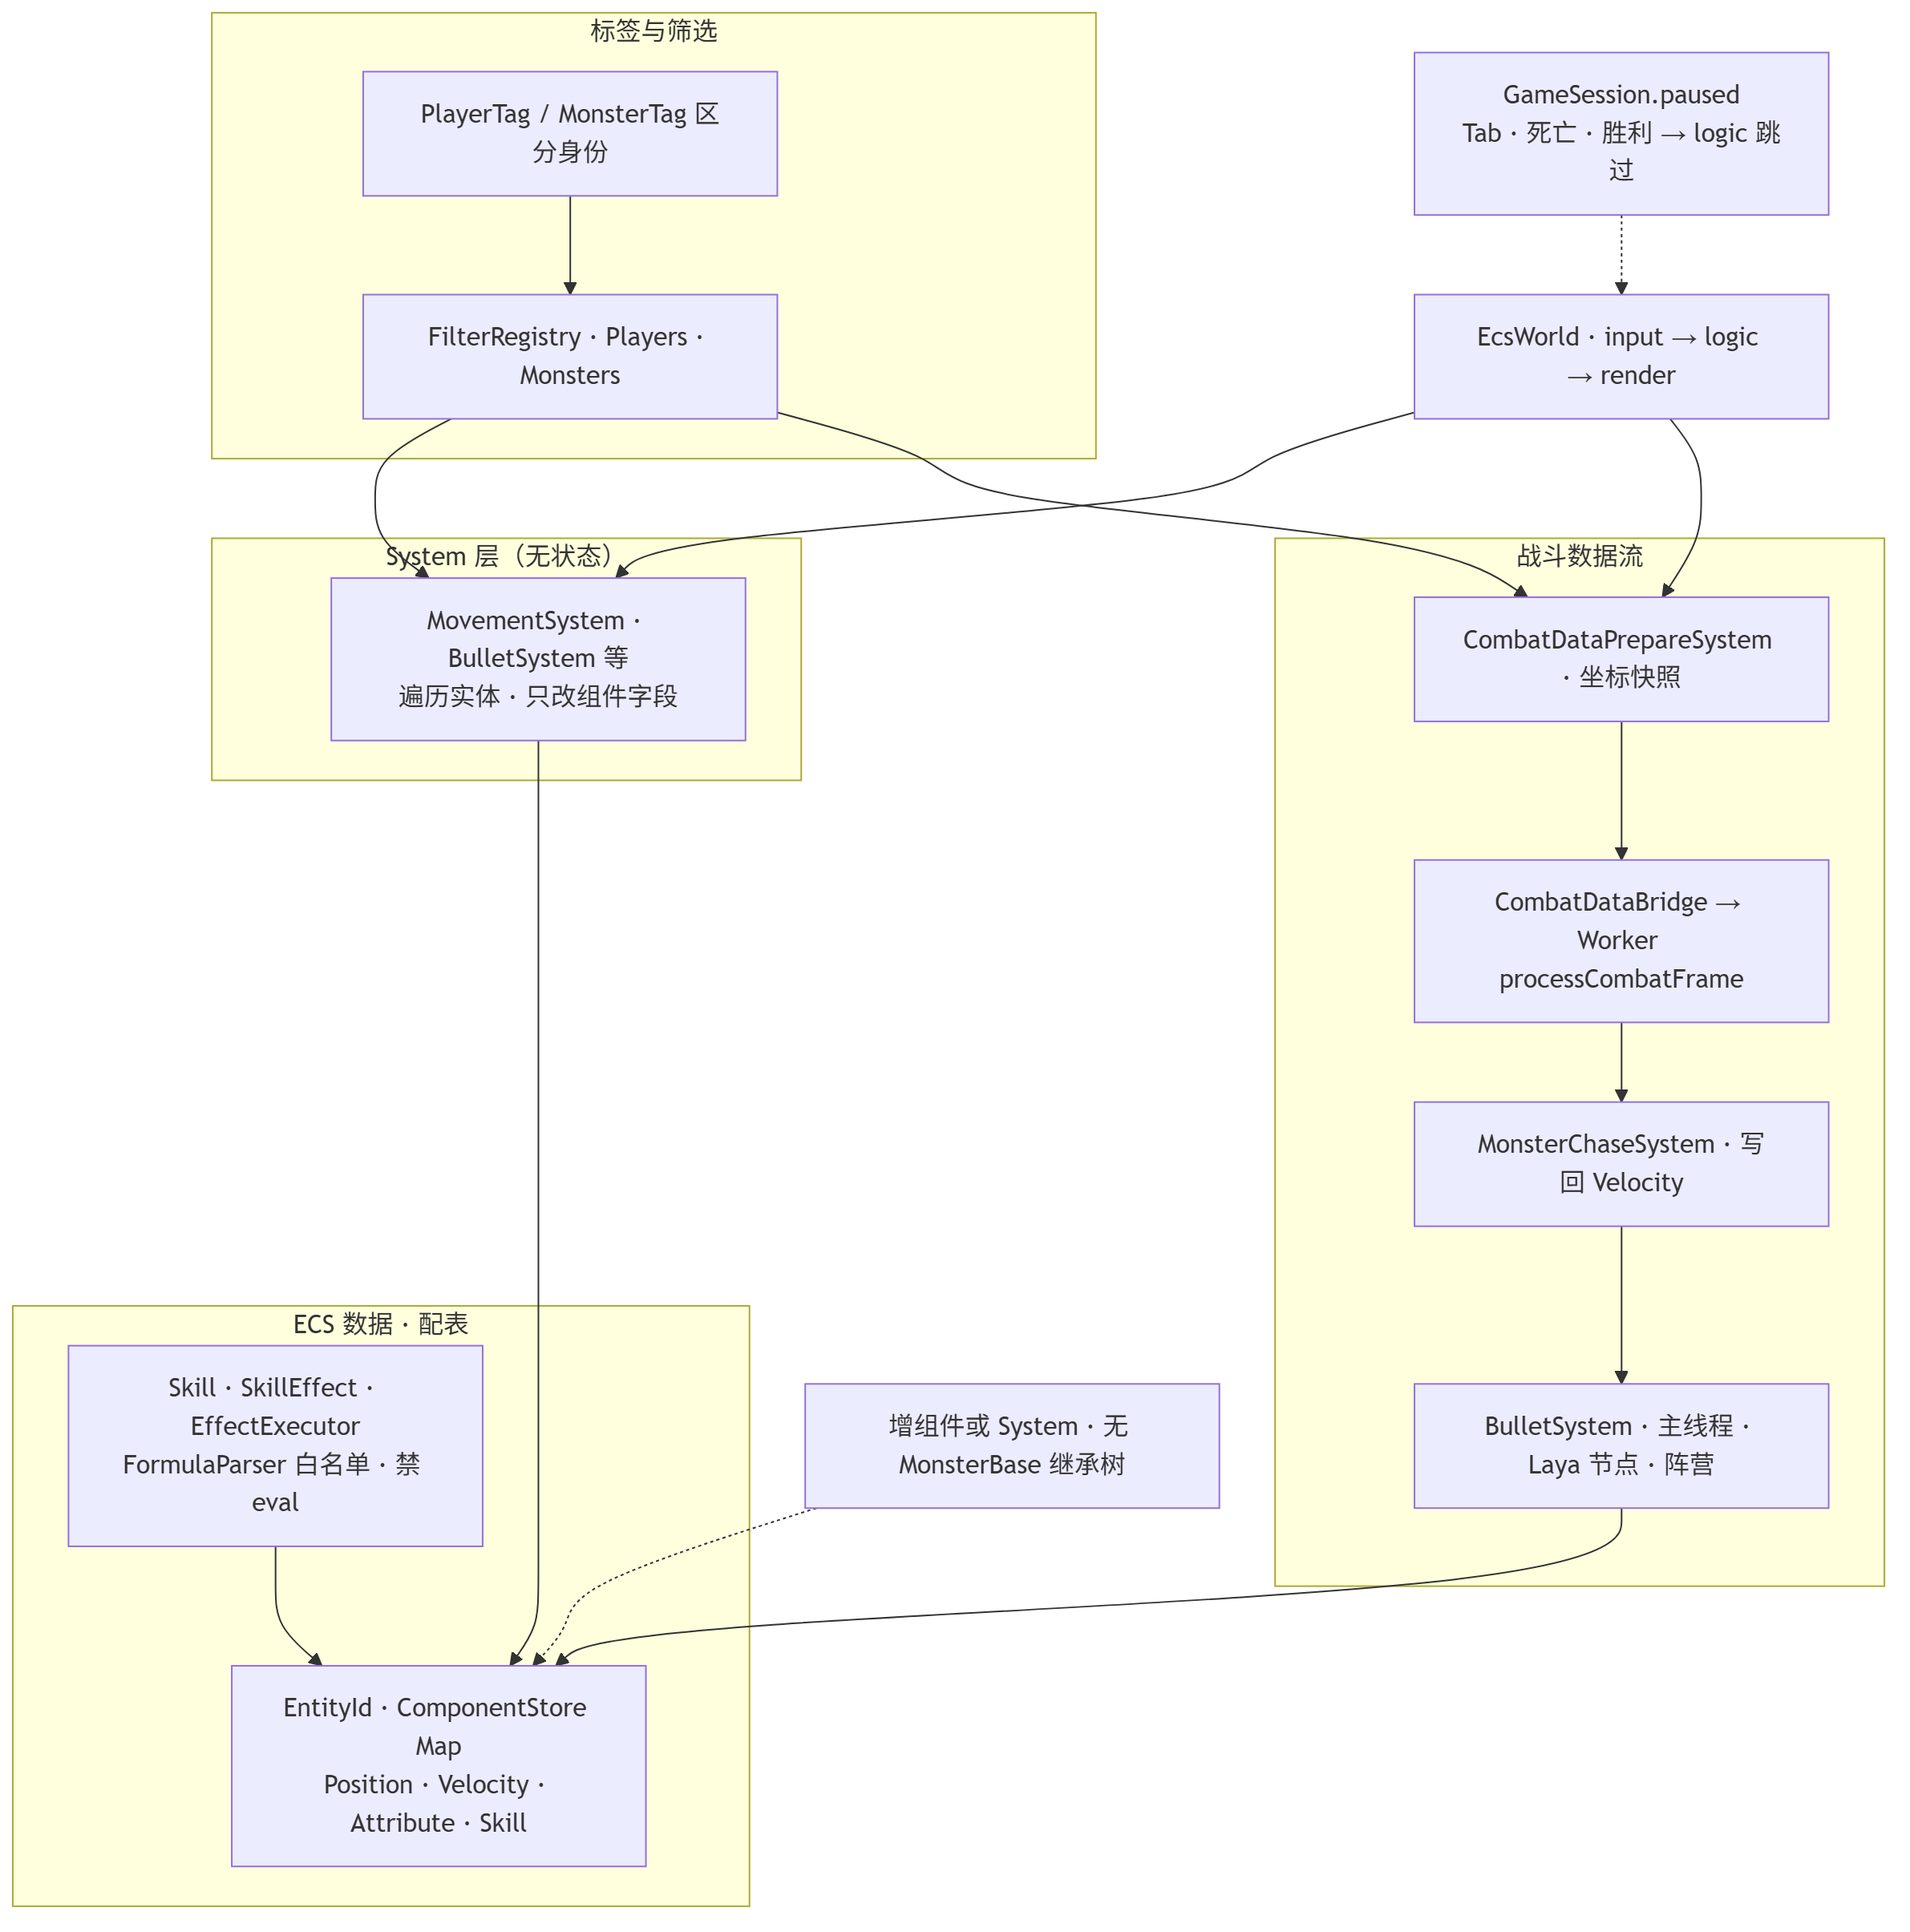 标签与筛选
PlayerTag / MonsterTag 区
分身份
GameSession.paused
Tab · 死亡 · 胜利 → logic 跳
过
FilterRegistry · Players ·
Monsters
EcsWorld · input → logic
→ render
System 层（无状态）
MovementSystem ·
BulletSystem 等
遍历实体 · 只改组件字段
战斗数据流
CombatDataPrepareSystem
· 坐标快照
CombatDataBridge →
Worker
processCombatFrame
MonsterChaseSystem · 写
回 Velocity
BulletSystem · 主线程 ·
Laya 节点 · 阵营
ECS 数据 · 配表
Skill · SkillEffect ·
EffectExecutor
FormulaParser 白名单 · 禁
eval
增组件或 System · 无
MonsterBase 继承树
EntityId · ComponentStore
Map
Position · Velocity ·
Attribute · Skill